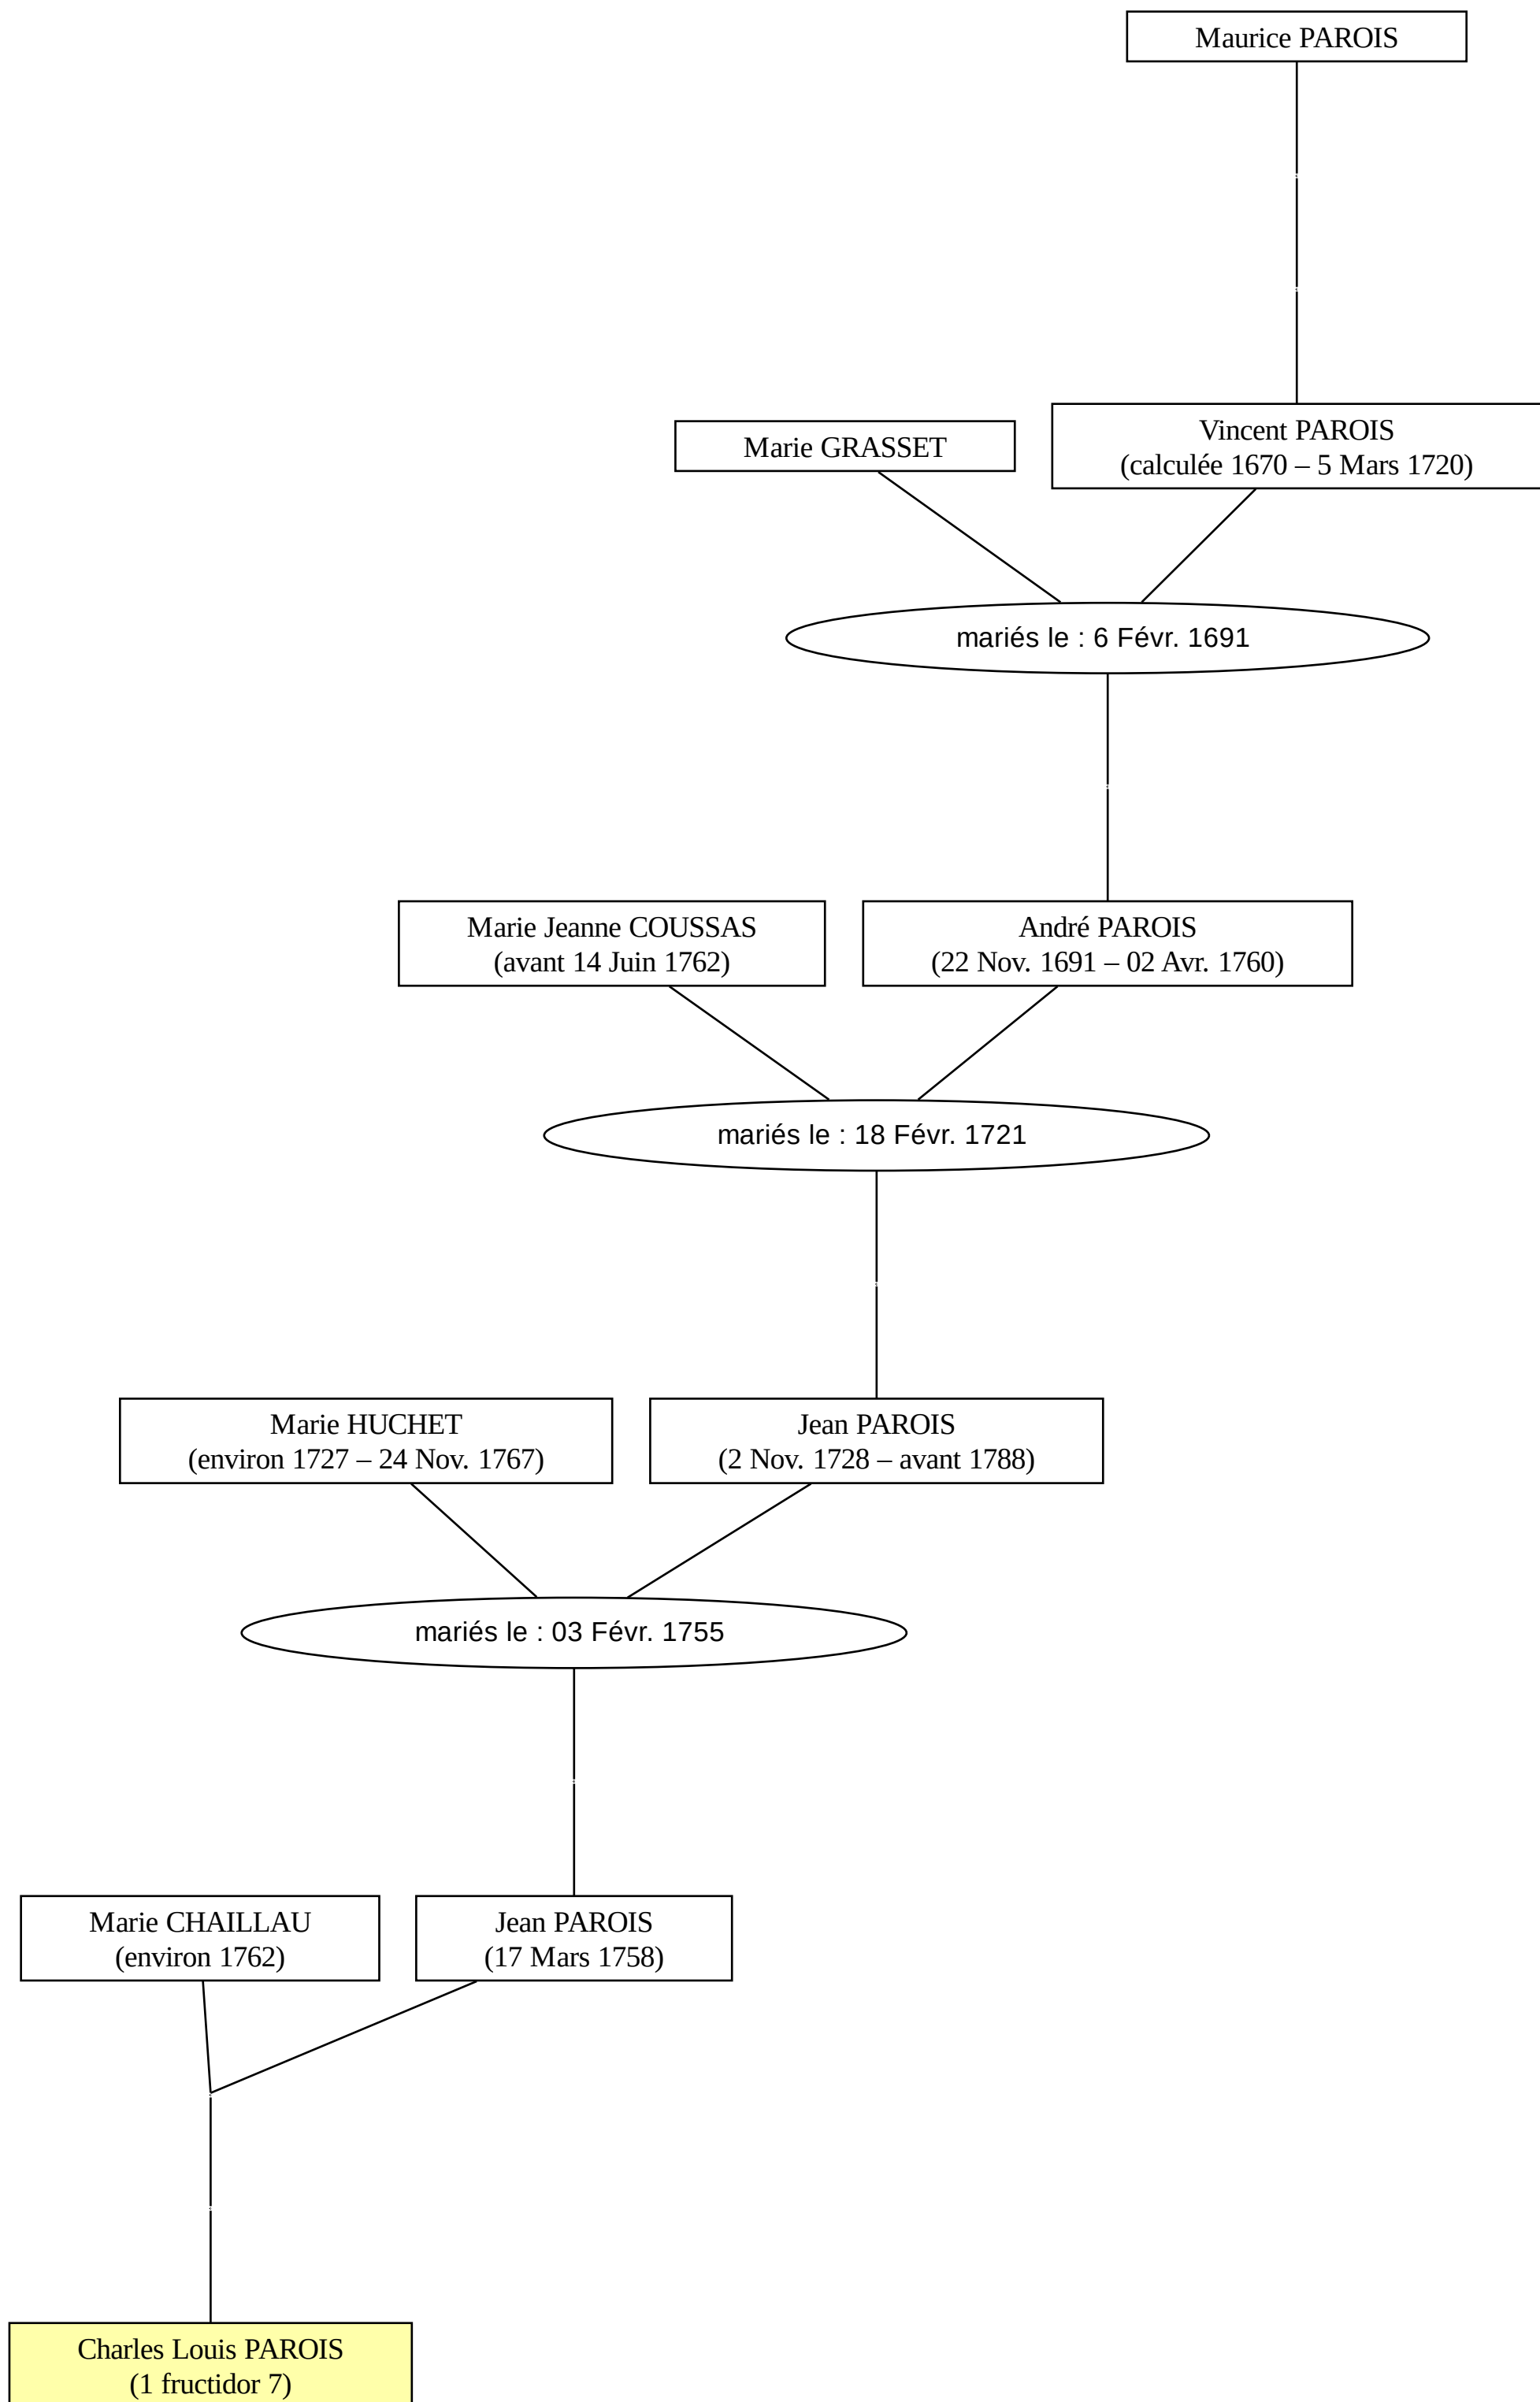 Maurice PAROIS
Marie GRASSET
Vincent PAROIS
(calculée 1670 – 5 Mars 1720)
mariés le : 6 Févr. 1691
Marie Jeanne COUSSAS
(avant 14 Juin 1762)
André PAROIS
(22 Nov. 1691 – 02 Avr. 1760)
mariés le : 18 Févr. 1721
Marie HUCHET
(environ 1727 – 24 Nov. 1767)
Jean PAROIS
(2 Nov. 1728 – avant 1788)
mariés le : 03 Févr. 1755
Marie CHAILLAU
(environ 1762)
Jean PAROIS
(17 Mars 1758)
Charles Louis PAROIS
(1 fructidor 7)